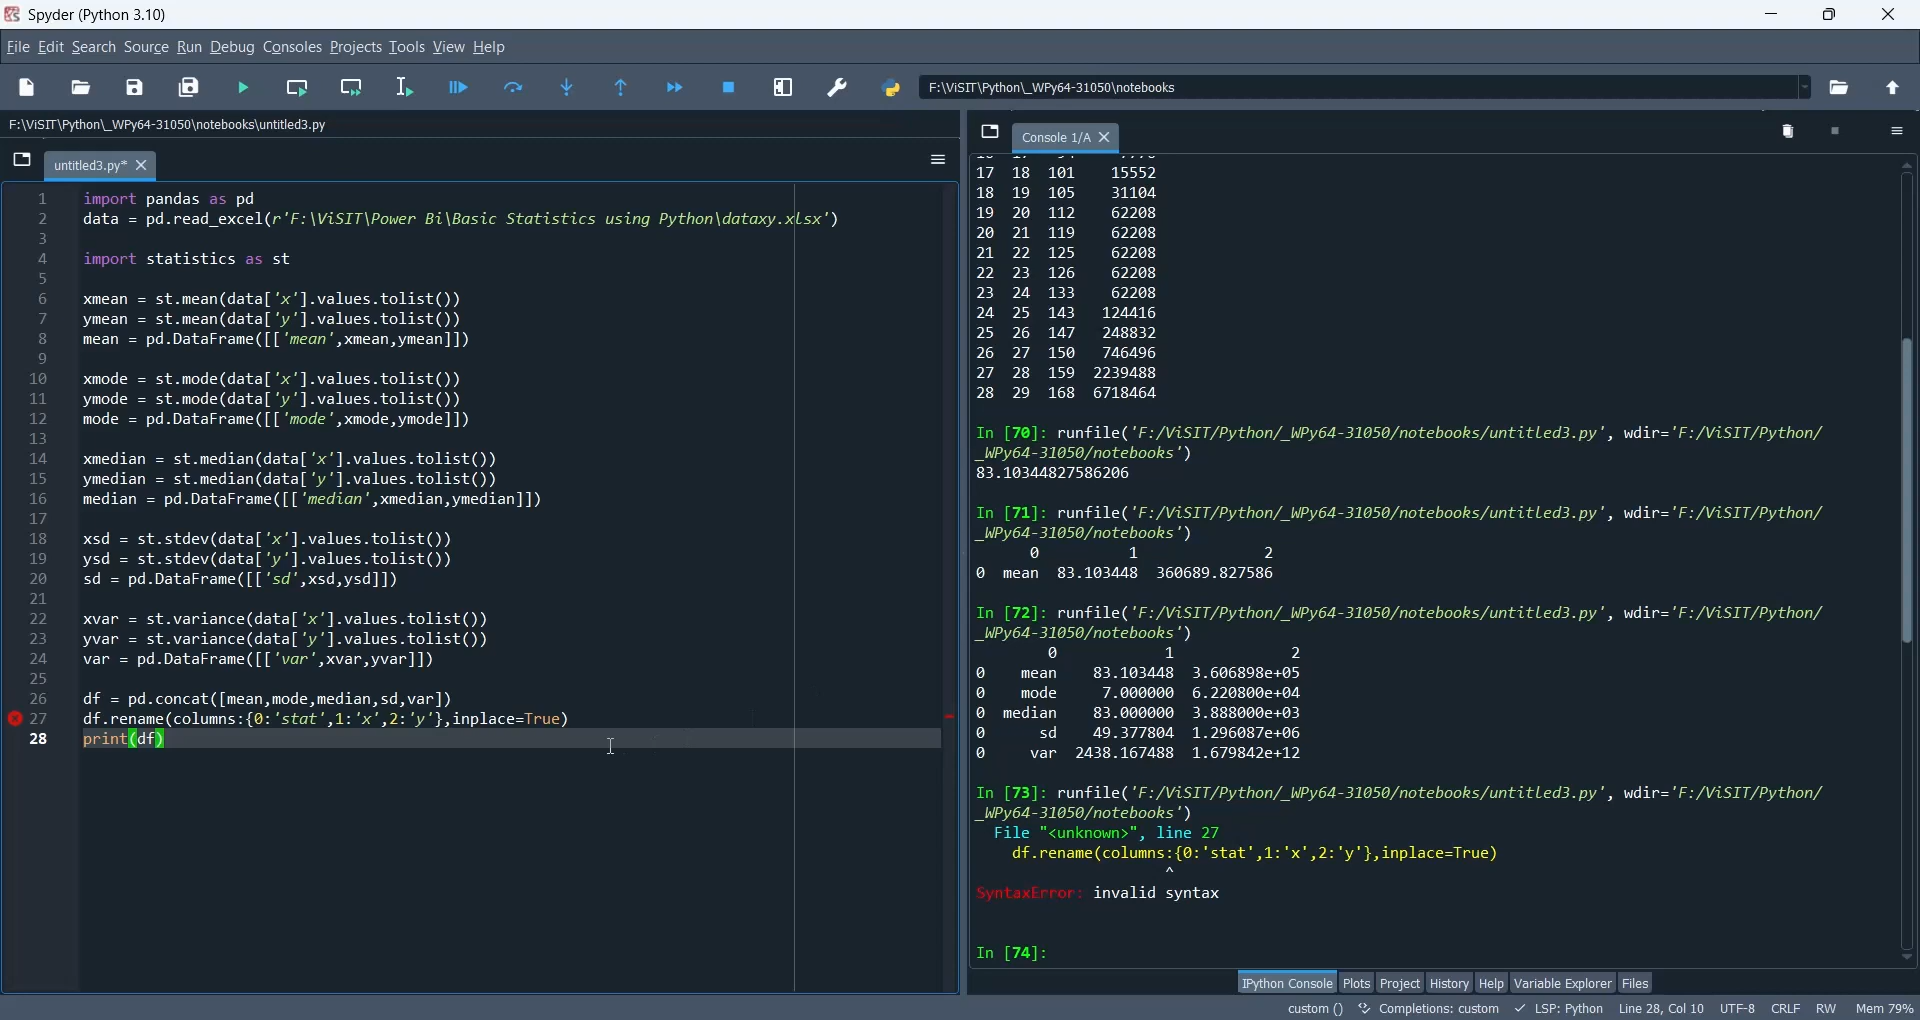 Spyder (Python 3.10)
File Edit Search Source Run Debug Consoles Projects Tools View Help
F:\ViSIT\Python\_WPy64-31050\notebooks
F:\ViSIT\Python\_WPy64-31050\notebooks\untitled3.py
untitled3.py*
1 import pandas as pd
2 data = pd.read_excel(r'F:\ViSIT\Power Bi\Basic Statistics using Python\dataxy.xlsx')
3
4 import statistics as st
5
6 xmean = st.mean(data['x'].values.tolist())
7 ymean = st.mean(data['y'].values.tolist())
8 mean = pd.DataFrame([['mean',xmean,ymean]])
9
10 xmode = st.mode(data['x'].values.tolist())
11 ymode = st.mode(data['y'].values.tolist())
12 mode = pd.DataFrame([['mode',xmode,ymode]])
13
14 xmedian = st.median(data['x'].values.tolist())
15 ymedian = st.median(data['y'].values.tolist())
16 median = pd.DataFrame([['median',xmedian,ymedian]])
17
18 xsd = st.stdev(data['x'].values.tolist())
19 ysd = st.stdev(data['y'].values.tolist())
20 sd = pd.DataFrame([['sd',xsd,ysd]])
21
22 xvar = st.variance(data['x'].values.tolist())
23 yvar = st.variance(data['y'].values.tolist())
24 var = pd.DataFrame([['var',xvar,yvar]])
25
26 df = pd.concat([mean,mode,median,sd,var])
27 df.rename(columns:{0:'stat',1:'x',2:'y'},inplace=True)
28 print(df)
Console 1/A
17 18 101 15552
18 19 105 31104
19 20 112 62208
20 21 119 62208
21 22 125 62208
22 23 126 62208
23 24 133 62208
24 25 143 124416
25 26 147 248832
26 27 150 746496
27 28 159 2239488
28 29 168 6718464
In [70]: runfile('F:/ViSIT/Python/_WPy64-31050/notebooks/untitled3.py', wdir='F:/ViSIT/Python/
_WPy64-31050/notebooks')
83.10344827586206
In [71]: runfile('F:/ViSIT/Python/_WPy64-31050/notebooks/untitled3.py', wdir='F:/ViSIT/Python/
_WPy64-31050/notebooks')
0 1 2
0 mean 83.103448 360689.827586
In [72]: runfile('F:/ViSIT/Python/_WPy64-31050/notebooks/untitled3.py', wdir='F:/ViSIT/Python/
_WPy64-31050/notebooks')
0 1 2
0 mean 83.103448 3.606898e+05
0 mode 7.000000 6.220800e+04
0 median 83.000000 3.888000e+03
0 sd 49.377804 1.296087e+06
0 var 2438.167488 1.679842e+12
In [73]: runfile('F:/ViSIT/Python/_WPy64-31050/notebooks/untitled3.py', wdir='F:/ViSIT/Python/
_WPy64-31050/notebooks')
File "<unknown>", line 27
df.rename(columns:{0:'stat',1:'x',2:'y'},inplace=True)
^
SyntaxError: invalid syntax
In [74]:
IPython Console Plots Project History Help Variable Explorer Files
custom () Completions: custom LSP: Python Line 28, Col 10 UTF-8 CRLF RW Mem 79%